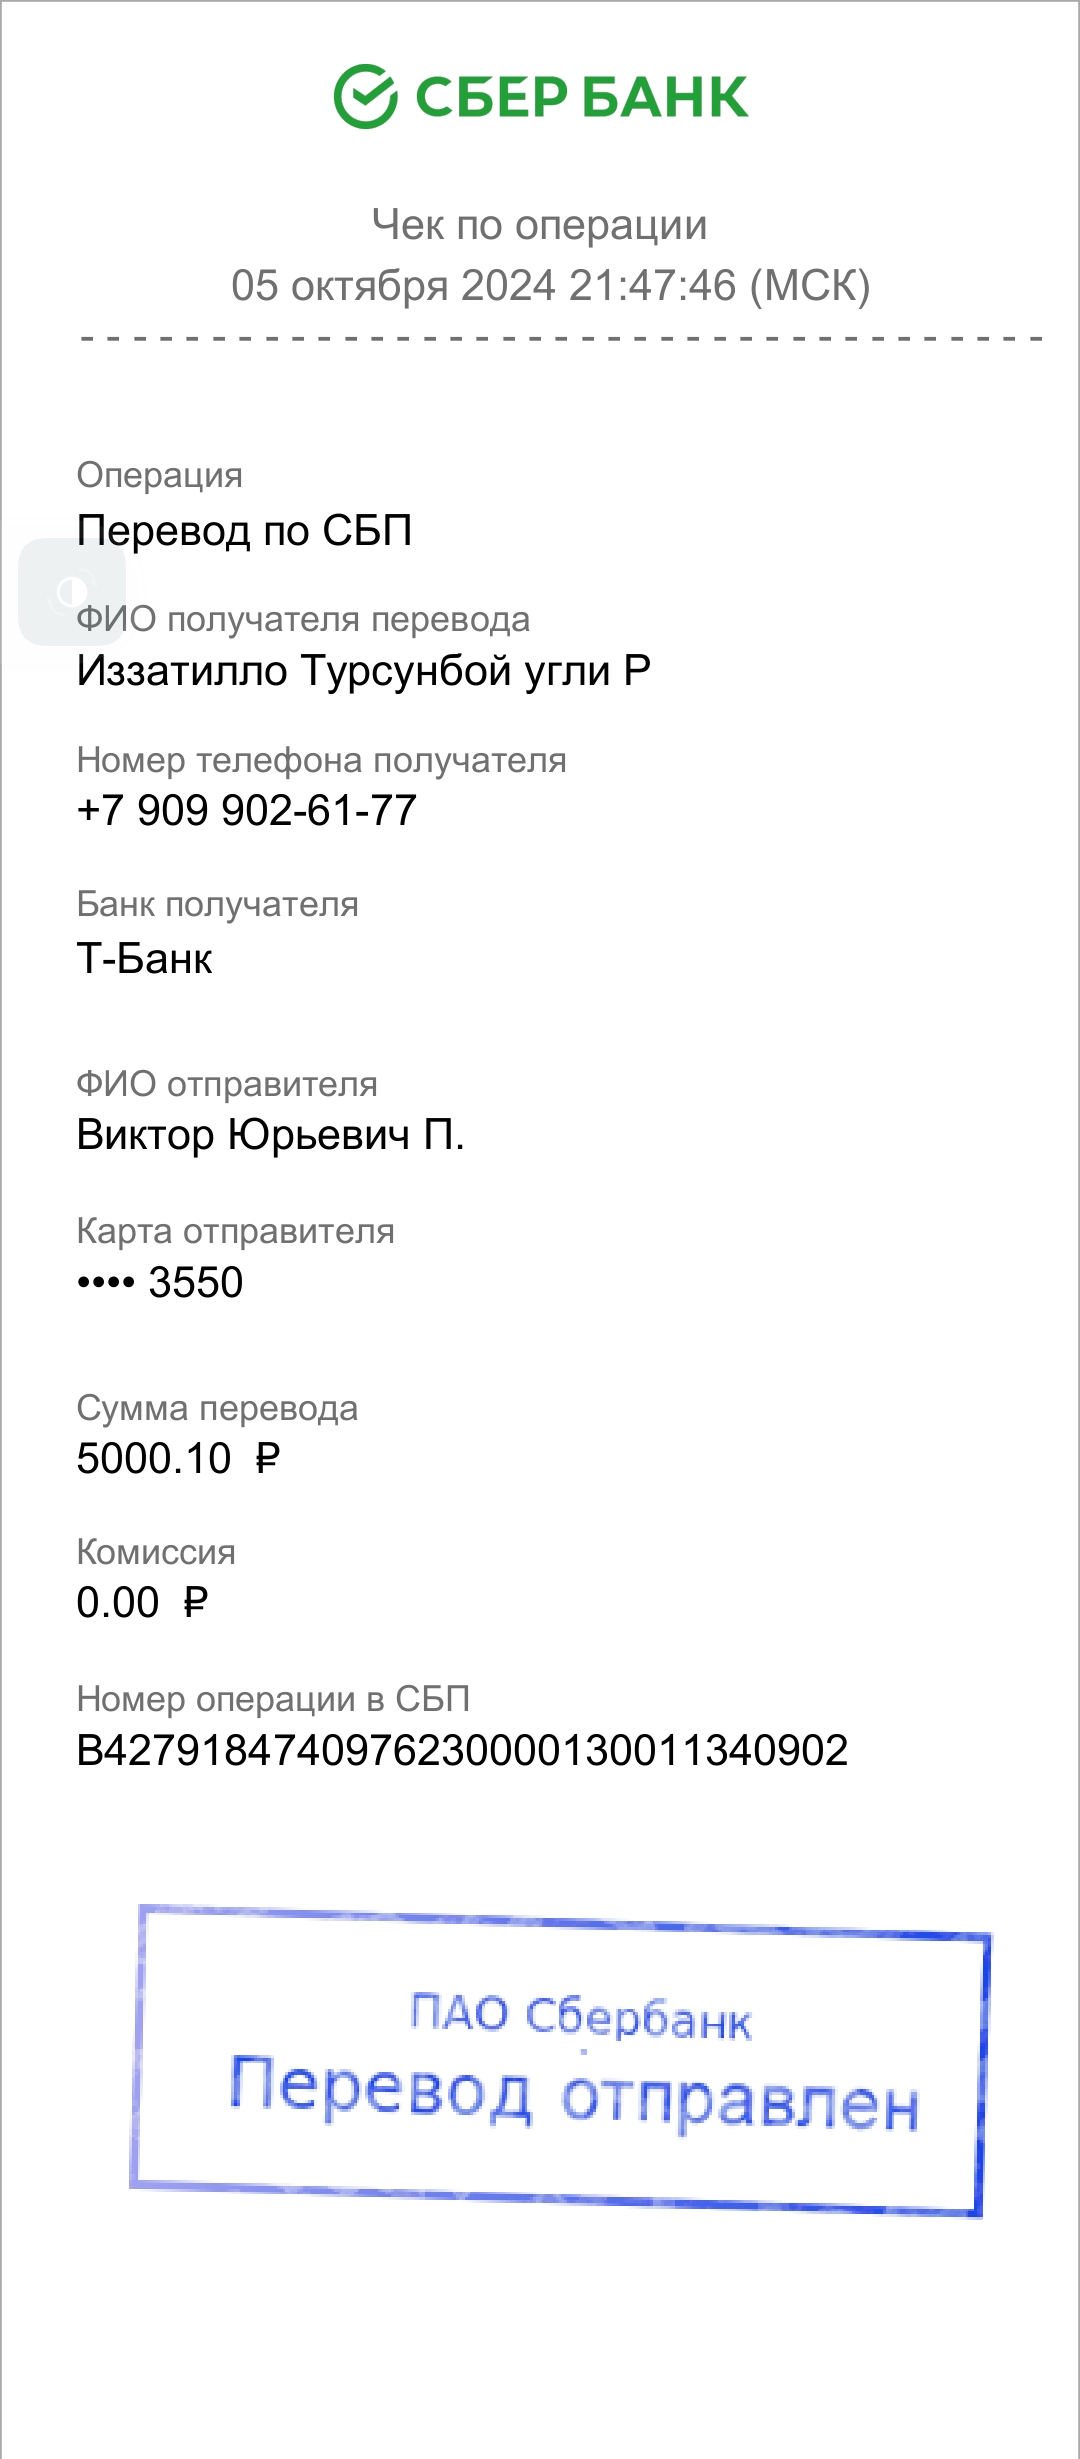 СБЕР БАНК
Чек по операции
05 октября 2024 21:47:46 (МСК)
Операция
Перевод по СБП
ФИО получателя перевода
Иззатилло Турсунбой угли Р
Номер телефона получателя
+7 909 902-61-77
Банк получателя
Т-Банк
ФИО отправителя
Виктор Юрьевич П.
Карта отправителя
•••• 3550
Сумма перевода
5000.10 ₽
Комиссия
0.00 ₽
Номер операции в СБП
B4279184740976230000130011340902
ПАО Сбербанк
Перевод отправлен